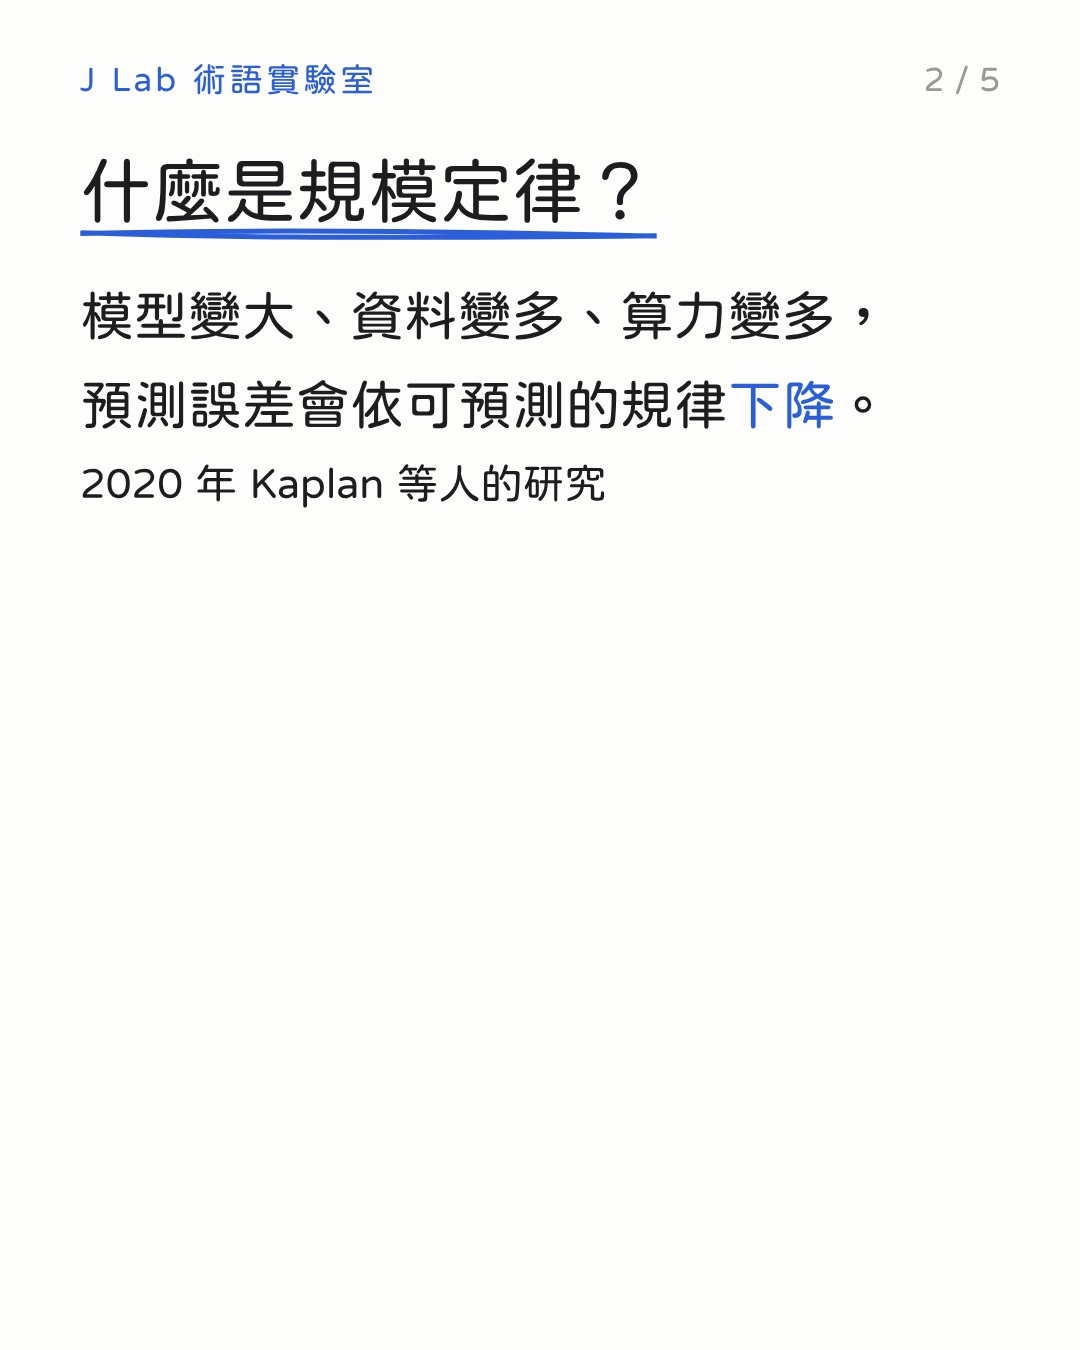 J Lab 術語實驗室
2 / 5
什麼是規模定律？
模型變大、資料變多、算力變多，
預測誤差會依可預測的規律下降。
2020 年 Kaplan 等人的研究